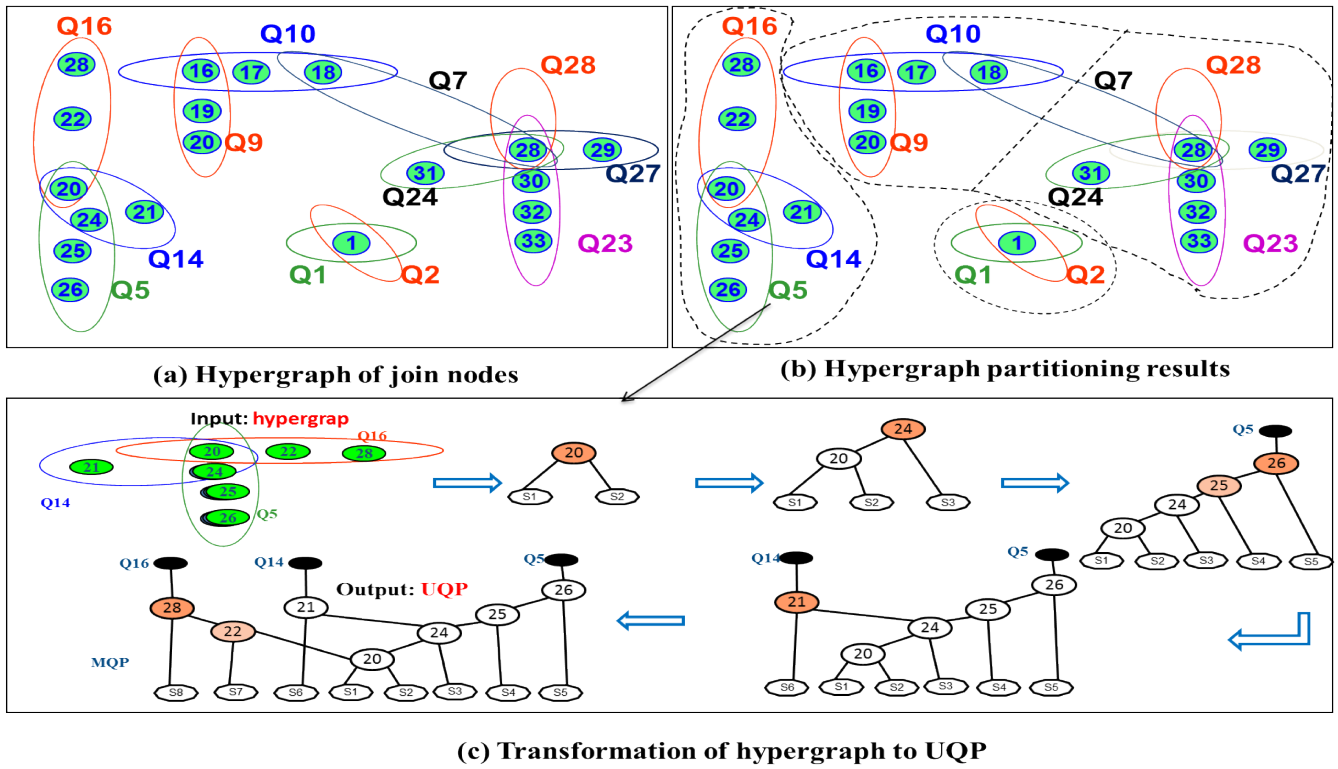 Q16
Q10
28
16
17
18
Q7
Q28
22
19
20
Q9
28
29
31
30
Q27
20
24
21
Q24
32
25
Q14
1
33
Q23
26
Q5
Q1
Q2
(a) Hypergraph of join nodes
Q16
Q10
28
16
17
18
Q7
Q28
22
19
20
Q9
28
29
31
30
Q27
20
24
21
Q24
32
25
Q14
1
33
Q23
26
Q5
Q1
Q2
(b) Hypergraph partitioning results
Input: hypergrap
Q16
20
22
28
21
24
Q14
25
26
Q5
20
S1
S2
24
20
S1
S2
S3
Q5
26
25
24
20
S1
S2
S3
S4
S5
Q16
Q14
Q5
Output: UQP
28
21
26
25
22
24
20
MQP
S8
S7
S6
S1
S2
S3
S4
S5
Q14
Q5
21
26
25
24
20
S6
S1
S2
S3
S4
S5
(c) Transformation of hypergraph to UQP